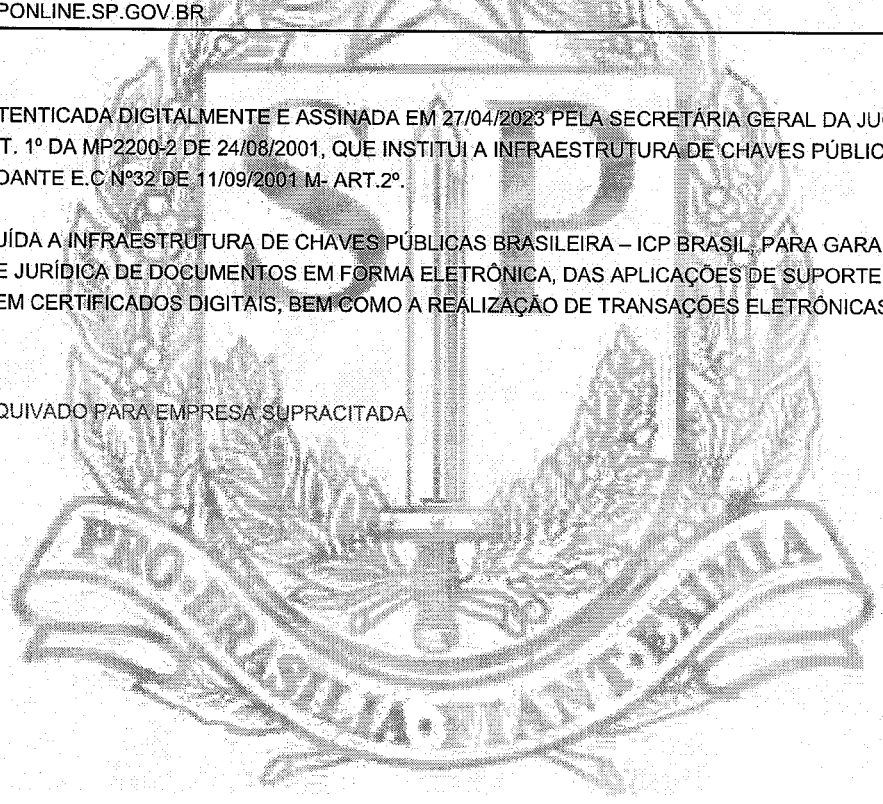 PONLINE.SP.GOV.BR
TENTICADA DIGITALMENTE E ASSINADA EM 27/04/2023 PELA SECRETÁRIA GERAL DA JU
T. 1º DA MP2200-2 DE 24/08/2001, QUE INSTITUI A INFRAESTRUTURA DE CHAVES PÚBLIC
DANTE E.C Nº32 DE 11/09/2001 M- ART.2º.
UÍDA A INFRAESTRUTURA DE CHAVES PÚBLICAS BRASILEIRA – ICP BRASIL, PARA GARA
E JURÍDICA DE DOCUMENTOS EM FORMA ELETRÔNICA, DAS APLICAÇÕES DE SUPORTE
EM CERTIFICADOS DIGITAIS, BEM COMO A REALIZAÇÃO DE TRANSAÇÕES ELETRÔNICAS
QUIVADO PARA EMPRESA SUPRACITADA.
SP
PRO·BRASILIA·FIANT·EXIMIA